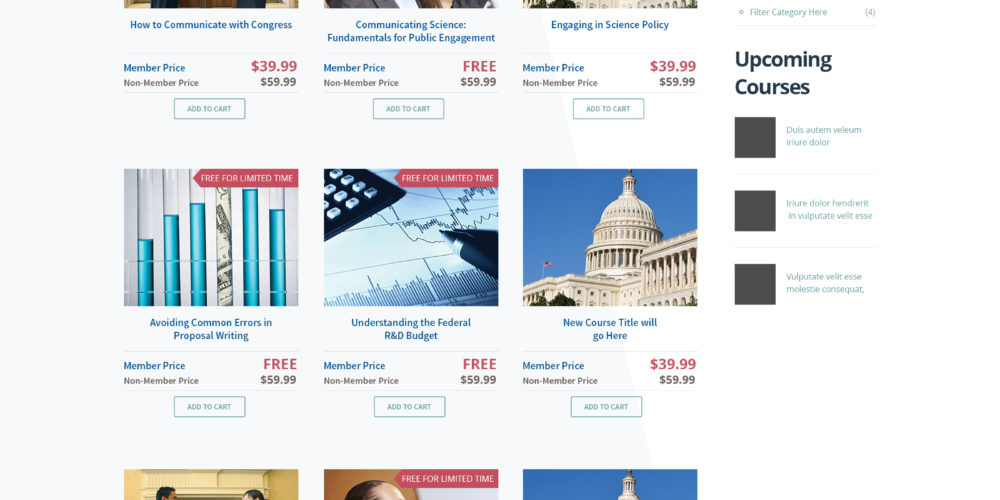 How to Communicate with Congress
Member Price $39.99
Non-Member Price $59.99
ADD TO CART
Communicating Science:
Fundamentals for Public Engagement
Member Price FREE
Non-Member Price $59.99
ADD TO CART
Engaging in Science Policy
Member Price $39.99
Non-Member Price $59.99
ADD TO CART
FREE FOR LIMITED TIME
Avoiding Common Errors in
Proposal Writing
Member Price FREE
Non-Member Price $59.99
ADD TO CART
FREE FOR LIMITED TIME
Understanding the Federal
R&D Budget
Member Price FREE
Non-Member Price $59.99
ADD TO CART
New Course Title will
go Here
Member Price $39.99
Non-Member Price $59.99
ADD TO CART
FREE FOR LIMITED TIME
Filter Category Here (4)
Upcoming
Courses
Duis autem veleum
iriure dolor
Iriure dolor hendrerit
in vulputate velit esse
Vulputate velit esse
molestie consequat,